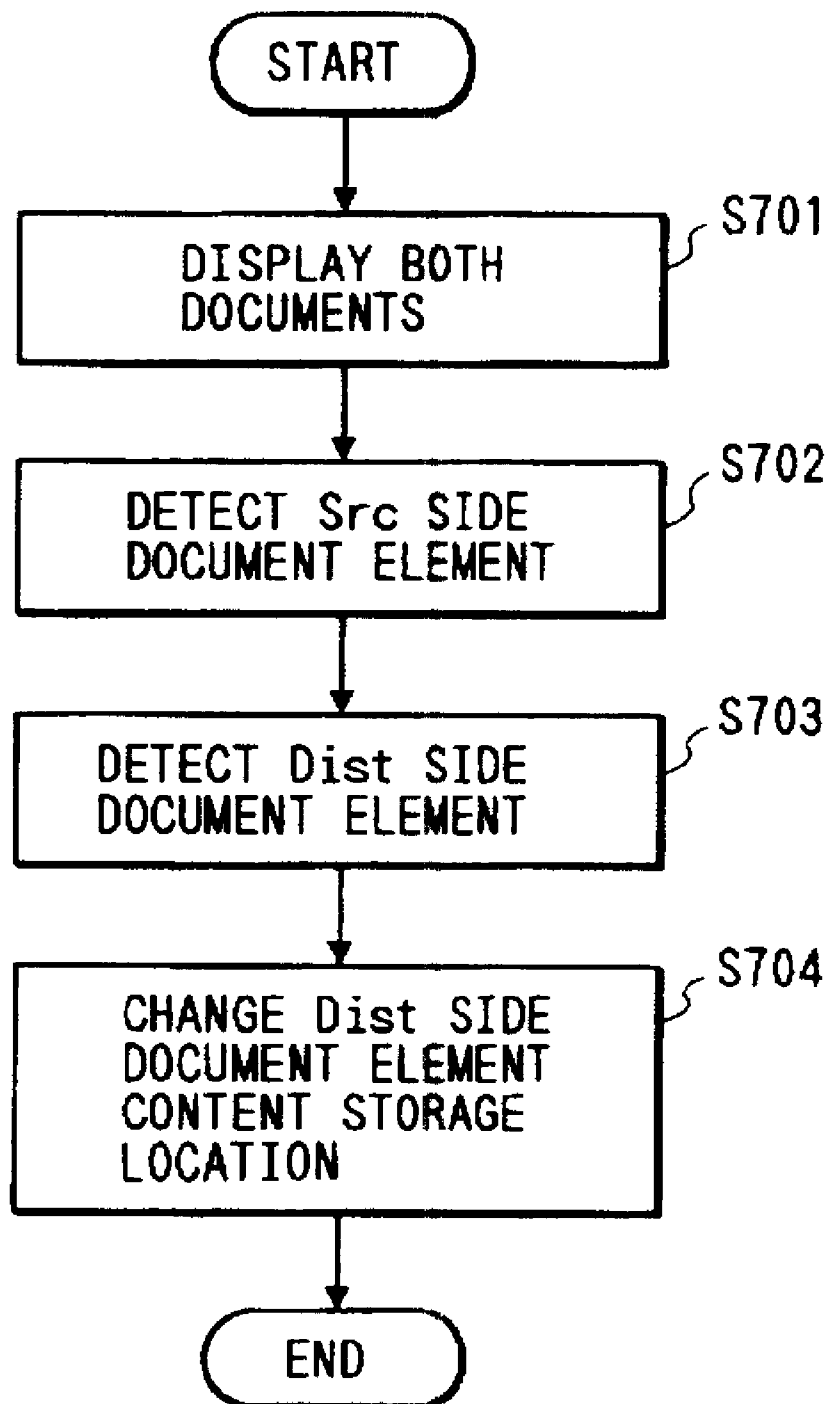 START
S701
DISPLAY BOTH
DOCUMENTS
S702
DETECT Src SIDE
DOCUMENT ELEMENT
S703
DETECT Dist SIDE
DOCUMENT ELEMENT
S704
CHANGE Dist SIDE
DOCUMENT ELEMENT
CONTENT STORAGE
LOCATION
END